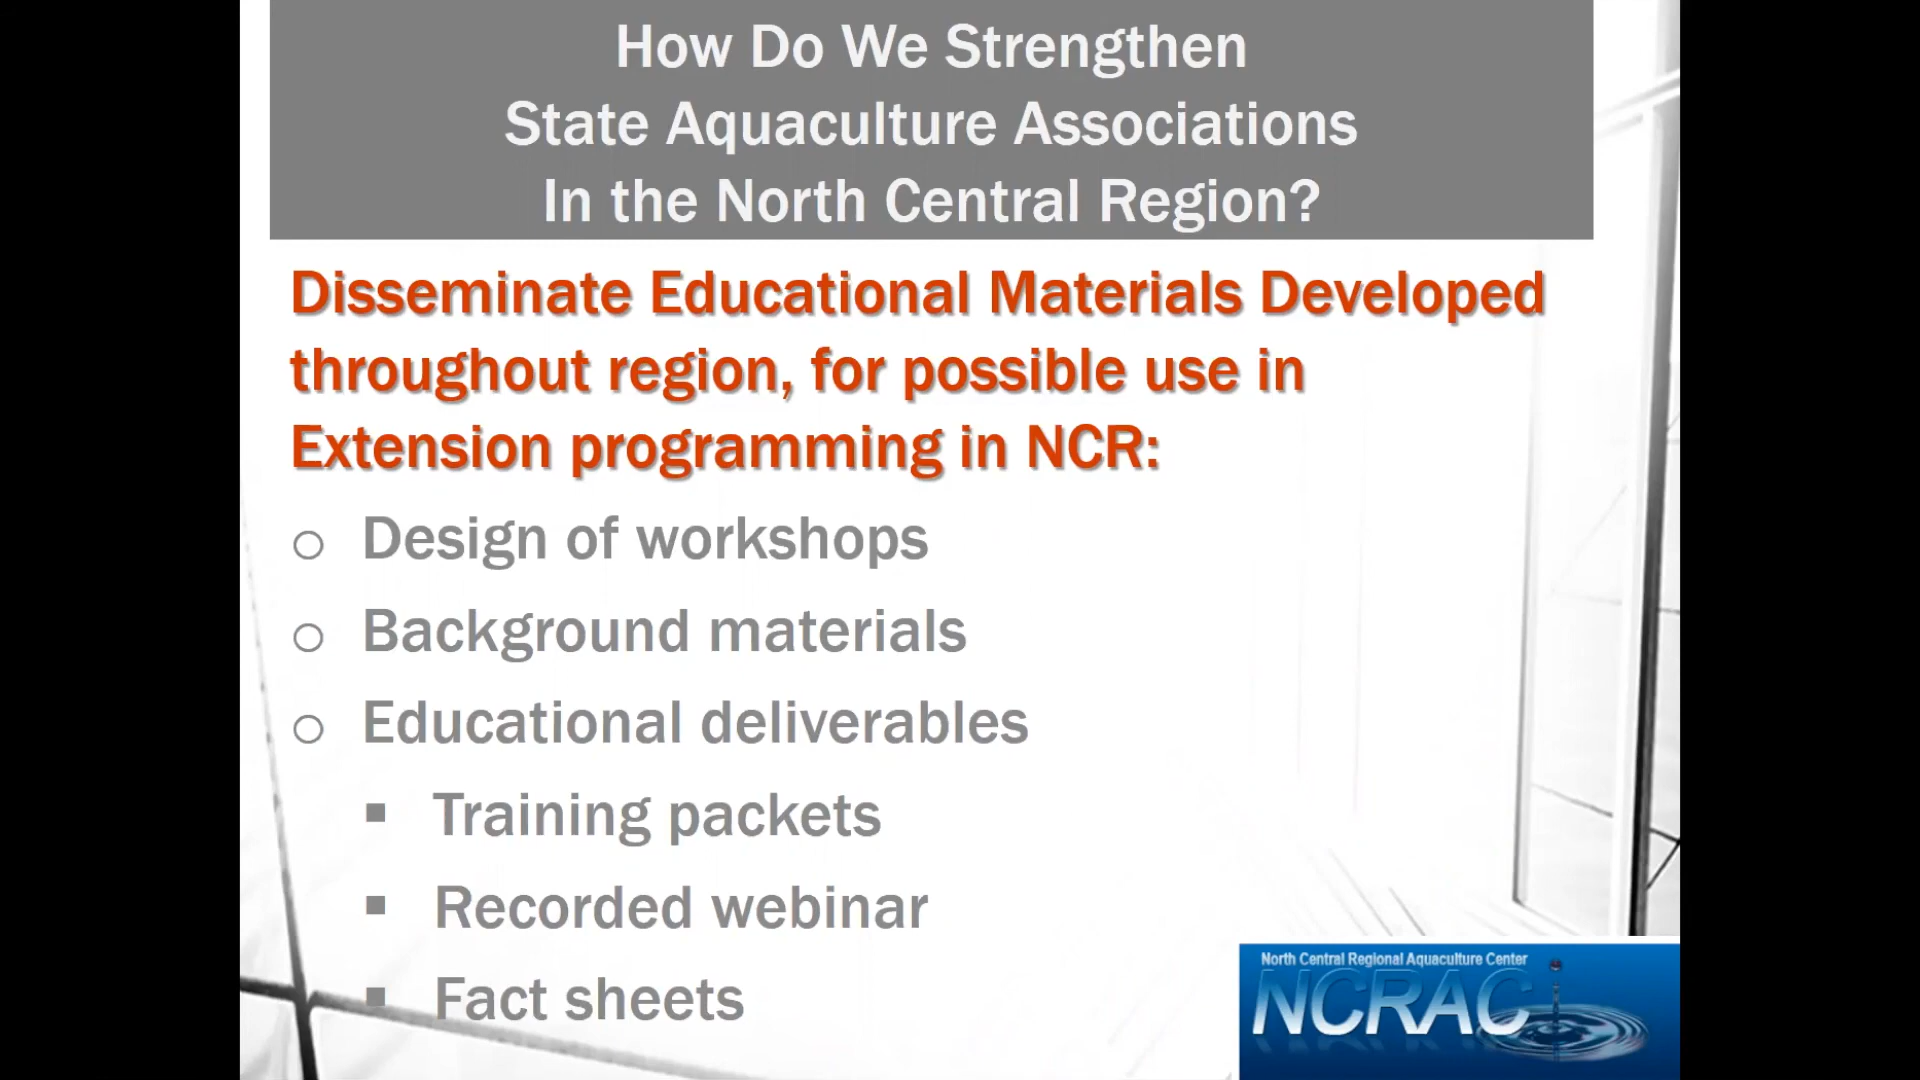 How Do We Strengthen
State Aquaculture Associations
In the North Central Region?
Disseminate Educational Materials Developed
throughout region, for possible use in
Extension programming in NCR:
Design of workshops
Background materials
Educational deliverables
Training packets
Recorded webinar
Fact sheets
North Central Regional Aquaculture Center
NCRAC